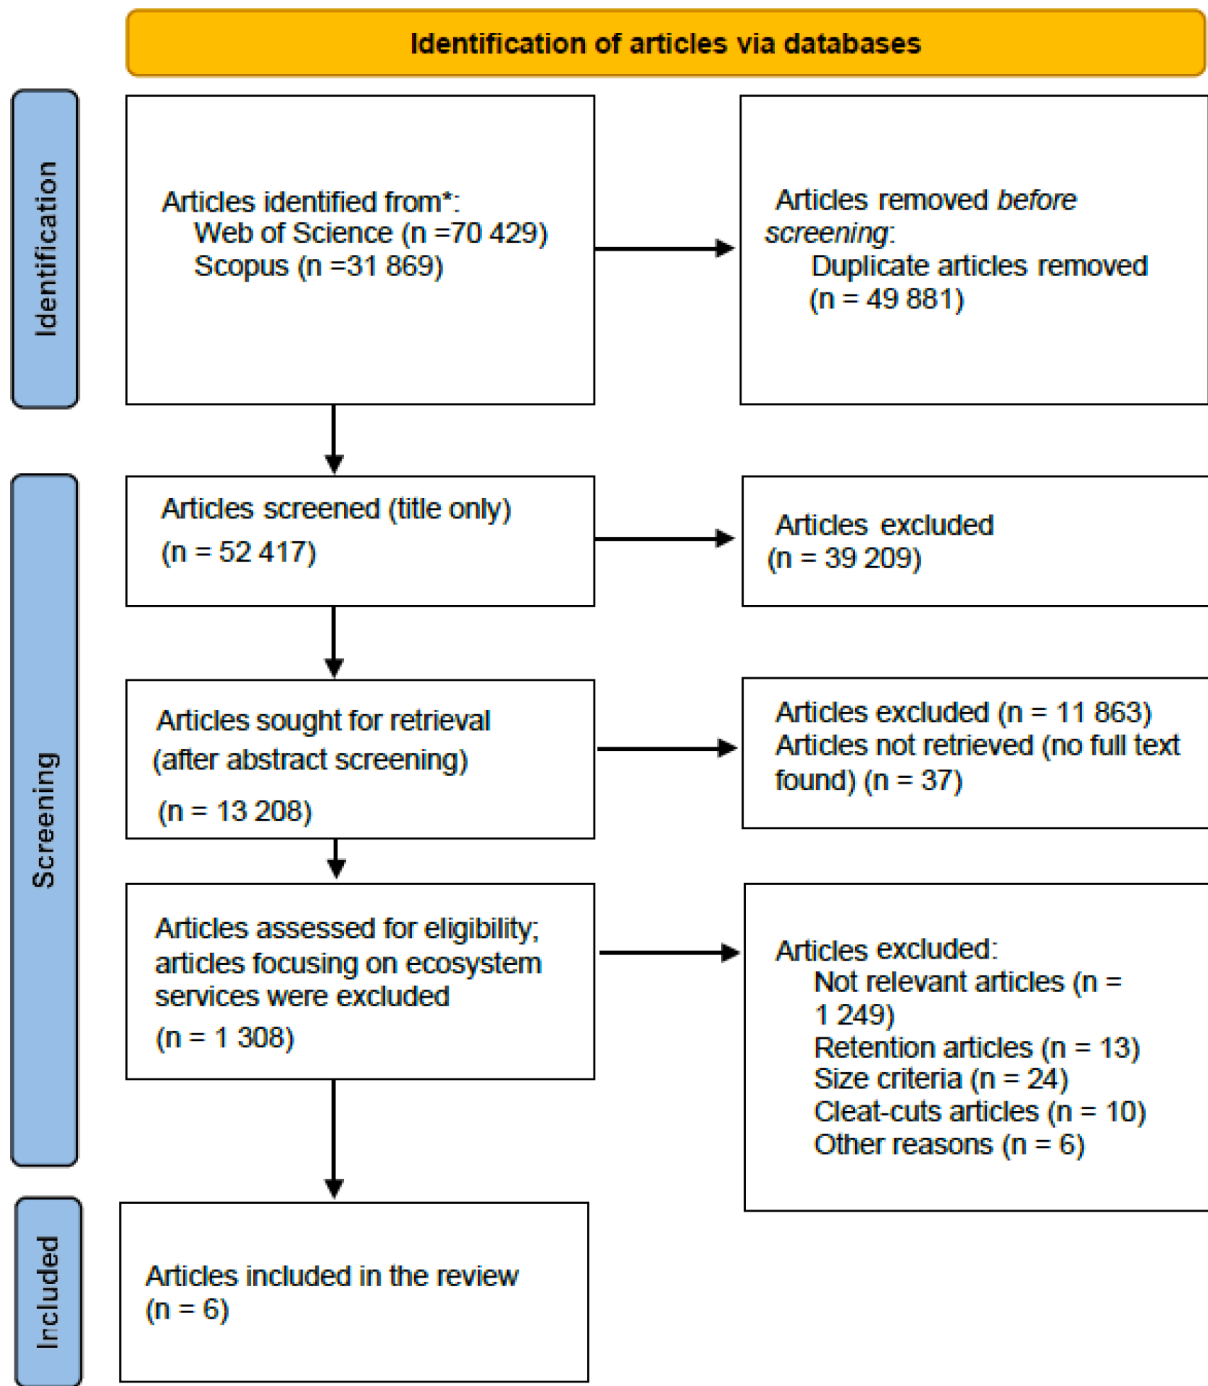 Identification of articles via databases
Identification
Articles identified from*:
Web of Science (n =70 429)
Scopus (n =31 869)
Articles removed before
screening:
Duplicate articles removed
(n = 49 881)
Screening
Articles screened (title only)
(n = 52 417)
Articles excluded
(n = 39 209)
Articles sought for retrieval
(after abstract screening)
(n = 13 208)
Articles excluded (n = 11 863)
Articles not retrieved (no full text
found) (n = 37)
Articles assessed for eligibility;
articles focusing on ecosystem
services were excluded
(n = 1 308)
Articles excluded:
Not relevant articles (n =
1 249)
Retention articles (n = 13)
Size criteria (n = 24)
Cleat-cuts articles (n = 10)
Other reasons (n = 6)
Included
Articles included in the review
(n = 6)